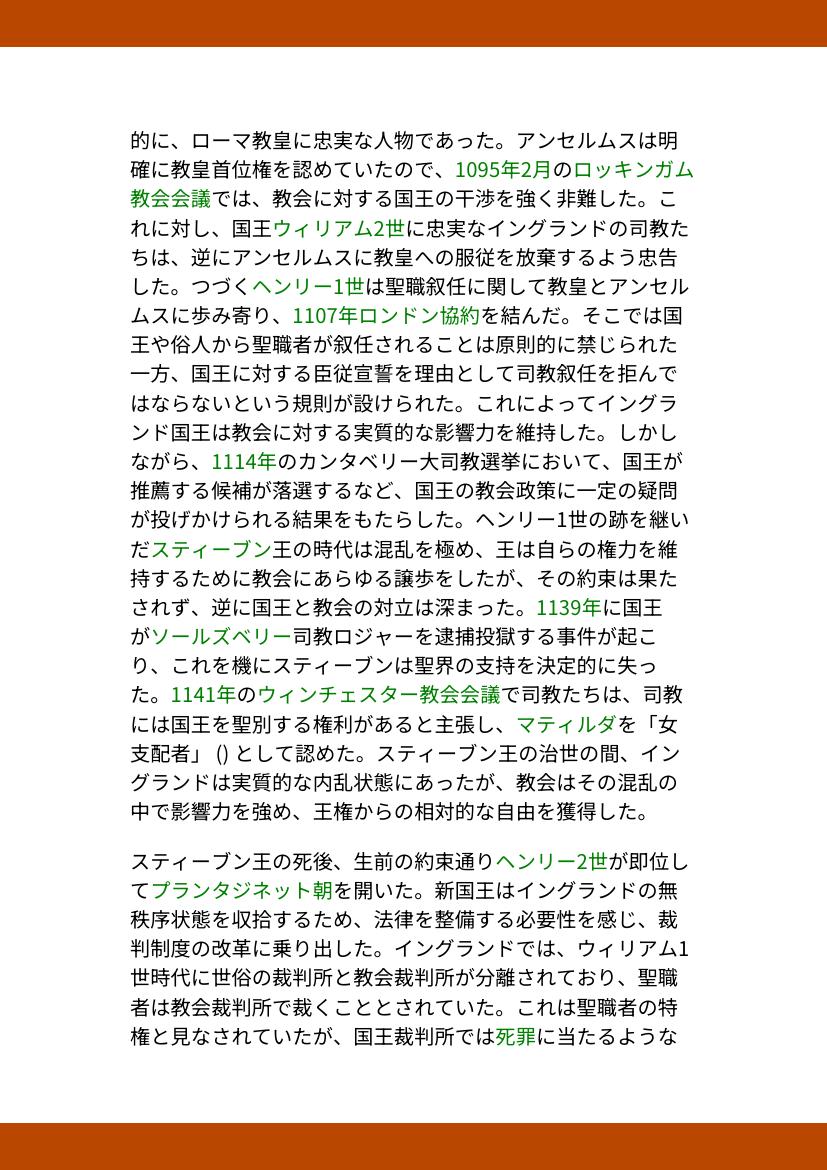 的に、ローマ教皇に忠実な人物であった。アンセルムスは明
確に教皇首位権を認めていたので、1095年2月のロッキンガム
教会会議では、教会に対する国王の干渉を強く非難した。こ
れに対し、国王ウィリアム2世に忠実なイングランドの司教た
ちは、逆にアンセルムスに教皇への服従を放棄するよう忠告
した。つづくヘンリー1世は聖職叙任に関して教皇とアンセル
ムスに歩み寄り、1107年ロンドン協約を結んだ。そこでは国
王や俗人から聖職者が叙任されることは原則的に禁じられた
一方、国王に対する臣従宣誓を理由として司教叙任を拒んで
はならないという規則が設けられた。これによってイングラ
ンド国王は教会に対する実質的な影響力を維持した。しかし
ながら、1114年のカンタベリー大司教選挙において、国王が
推薦する候補が落選するなど、国王の教会政策に一定の疑問
が投げかけられる結果をもたらした。ヘンリー1世の跡を継い
だスティーブン王の時代は混乱を極め、王は自らの権力を維
持するために教会にあらゆる譲歩をしたが、その約束は果た
されず、逆に国王と教会の対立は深まった。1139年に国王
がソールズベリー司教ロジャーを逮捕投獄する事件が起こ
り、これを機にスティーブンは聖界の支持を決定的に失っ
た。1141年のウィンチェスター教会会議で司教たちは、司教
には国王を聖別する権利があると主張し、マティルダを「女
支配者」 () として認めた。スティーブン王の治世の間、イン
グランドは実質的な内乱状態にあったが、教会はその混乱の
中で影響力を強め、王権からの相対的な自由を獲得した。
スティーブン王の死後、生前の約束通りヘンリー2世が即位し
てプランタジネット朝を開いた。新国王はイングランドの無
秩序状態を収拾するため、法律を整備する必要性を感じ、裁
判制度の改革に乗り出した。イングランドでは、ウィリアム1
世時代に世俗の裁判所と教会裁判所が分離されており、聖職
者は教会裁判所で裁くこととされていた。これは聖職者の特
権と見なされていたが、国王裁判所では死罪に当たるような